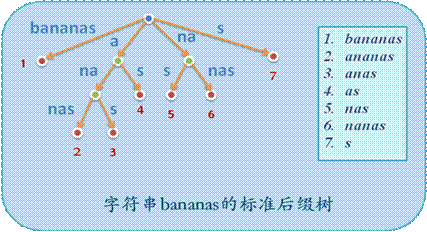 bananas
a
na
s
1
na
s
s
nas
7
nas
s
4
5
6
2
3
1. bananas
2. ananas
3. anas
4. as
5. nas
6. nanas
7. s
字符串bananas的标准后缀树